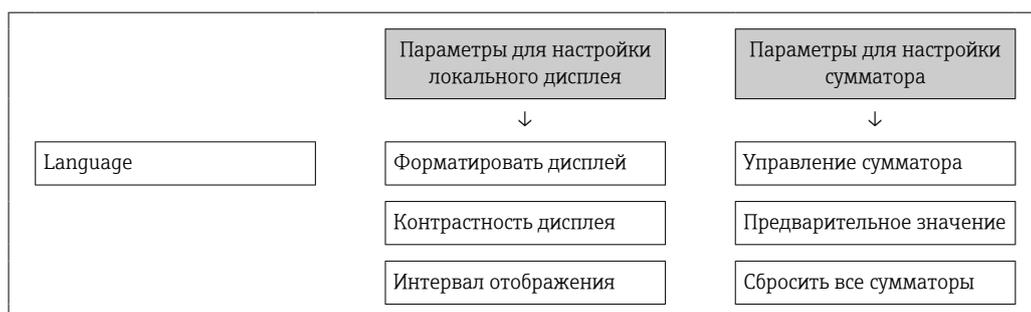 Параметры для настройки
локального дисплея
Параметры для настройки
сумматора
↓
↓
Language
Форматировать дисплей
Управление сумматора
Контрастность дисплея
Предварительное значение
Интервал отображения
Сбросить все сумматоры